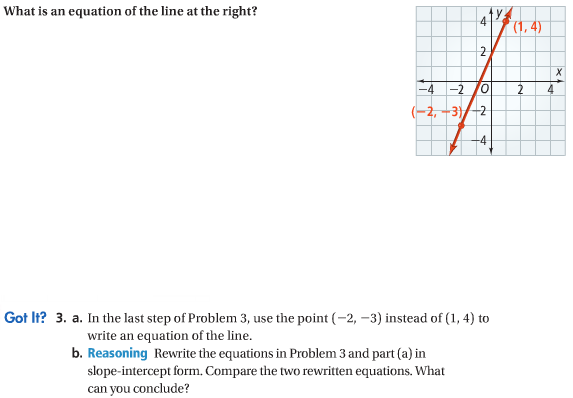 What is an equation of the line at the right?
y
4
(1, 4)
2
x
−4 −2 O 2 4
(−2, −3)
−2
−4
Got It? 3. a. In the last step of Problem 3, use the point (−2, −3) instead of (1, 4) to
write an equation of the line.
b. Reasoning Rewrite the equations in Problem 3 and part (a) in
slope-intercept form. Compare the two rewritten equations. What
can you conclude?